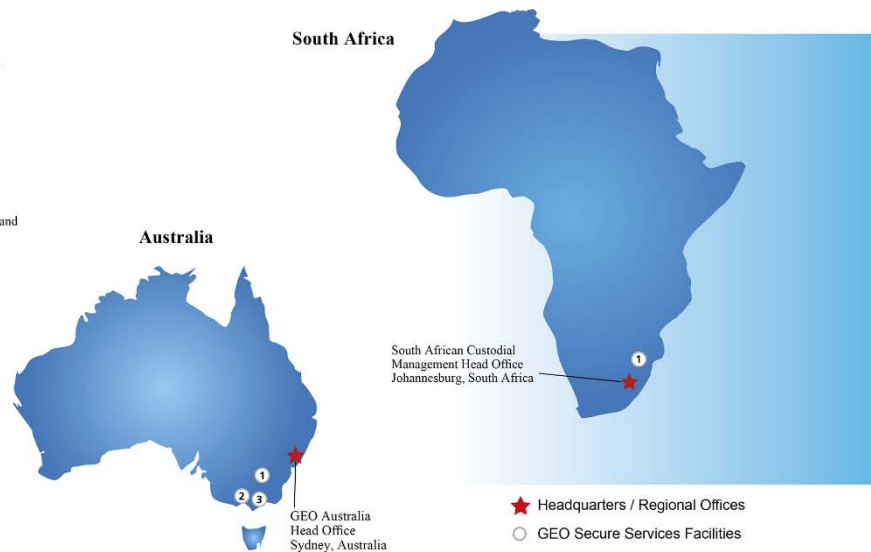 South Africa
and
Australia
South African Custodial
Management Head Office
Johannesburg, South Africa
1
1
2
3
GEO Australia
Head Office
Sydney, Australia
Headquarters / Regional Offices
GEO Secure Services Facilities